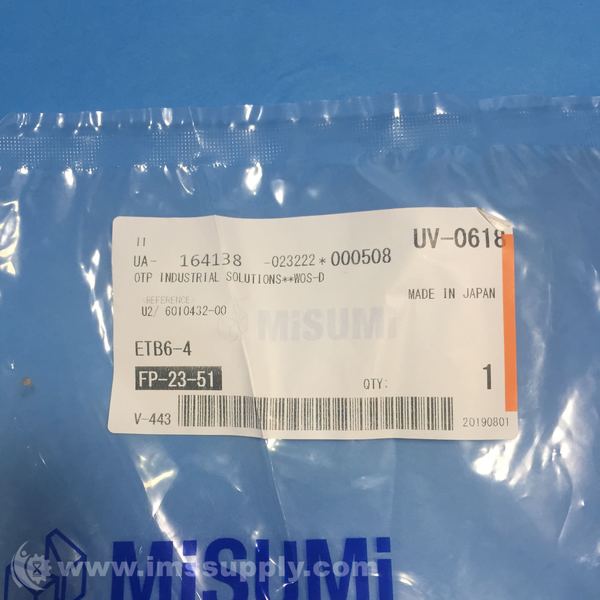 II
UV-0618
UA- 164138 -023222*000508
OTP INDUSTRIAL SOLUTIONS**WOS-D
MADE IN JAPAN
(REFERENCE)
U2/ 6010432-00
MiSUMi
ETB6-4
FP-23-51
QTY: 1
V-443
20190801
MiSUMi
www.imssupply.com